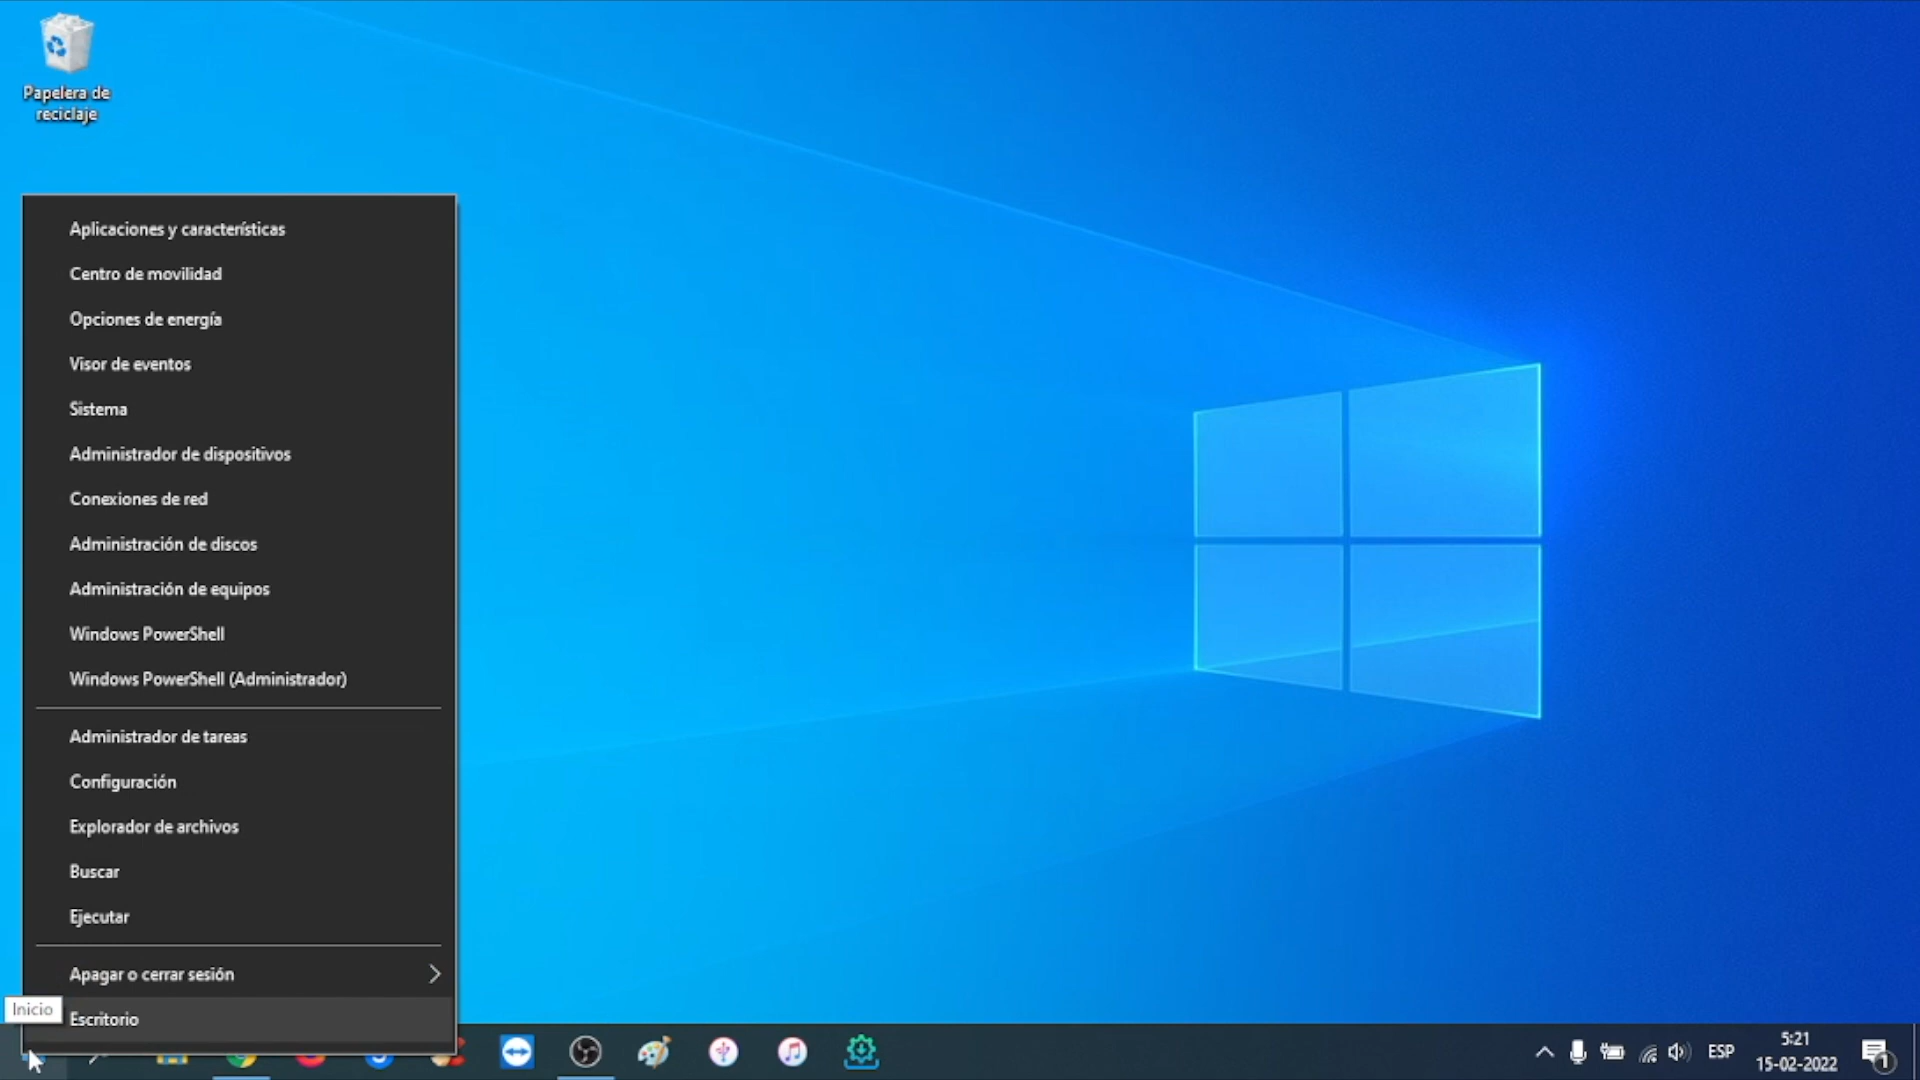 Papelera de
reciclaje
Aplicaciones y características
Centro de movilidad
Opciones de energía
Visor de eventos
Sistema
Administrador de dispositivos
Conexiones de red
Administración de discos
Administración de equipos
Windows PowerShell
Windows PowerShell (Administrador)
Administrador de tareas
Configuración
Explorador de archivos
Buscar
Ejecutar
Apagar o cerrar sesión
Inicio
Escritorio
ESP
5:21
15-02-2022
1